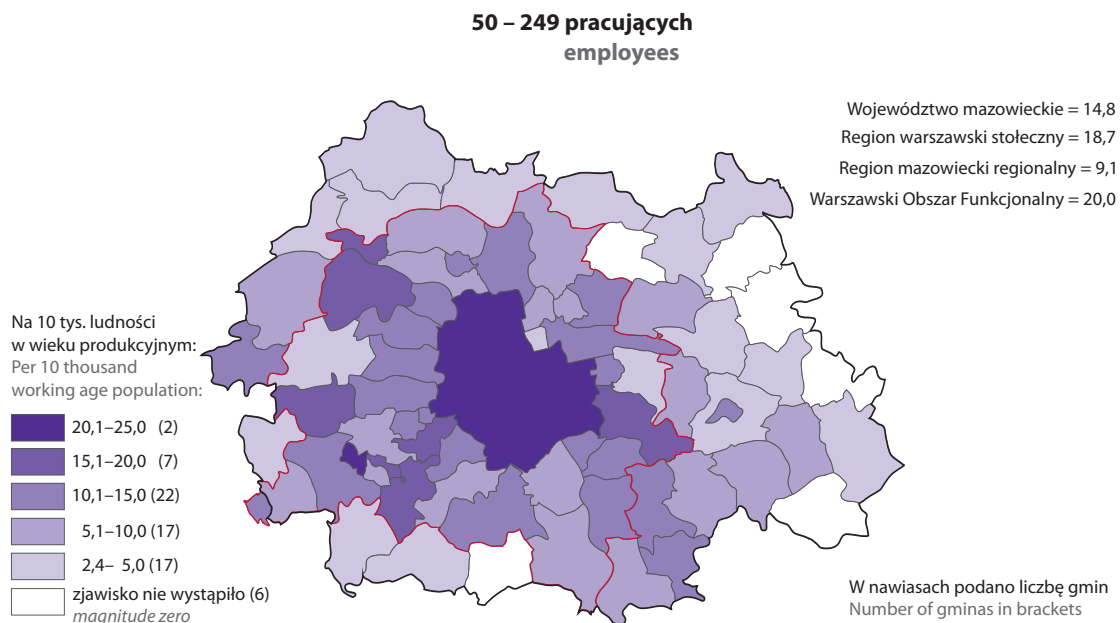 50 – 249 pracujących
employees
Województwo mazowieckie = 14,8
Region warszawski stołeczny = 18,7
Region mazowiecki regionalny = 9,1
Warszawski Obszar Funkcjonalny = 20,0
Na 10 tys. ludności
w wieku produkcyjnym:
Per 10 thousand
working age population:
20,1–25,0 (2)
15,1–20,0 (7)
10,1–15,0 (22)
5,1–10,0 (17)
2,4– 5,0 (17)
zjawisko nie wystąpiło (6)
magnitude zero
W nawiasach podano liczbę gmin
Number of gminas in brackets